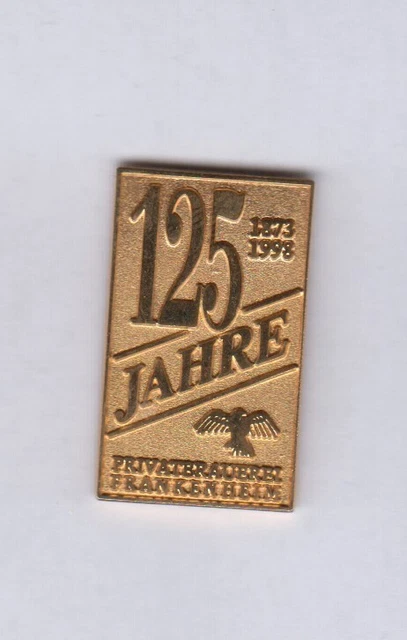 125
1873
1998
JAHRE
PRIVATBRAUEREI
FRANKENHEIM